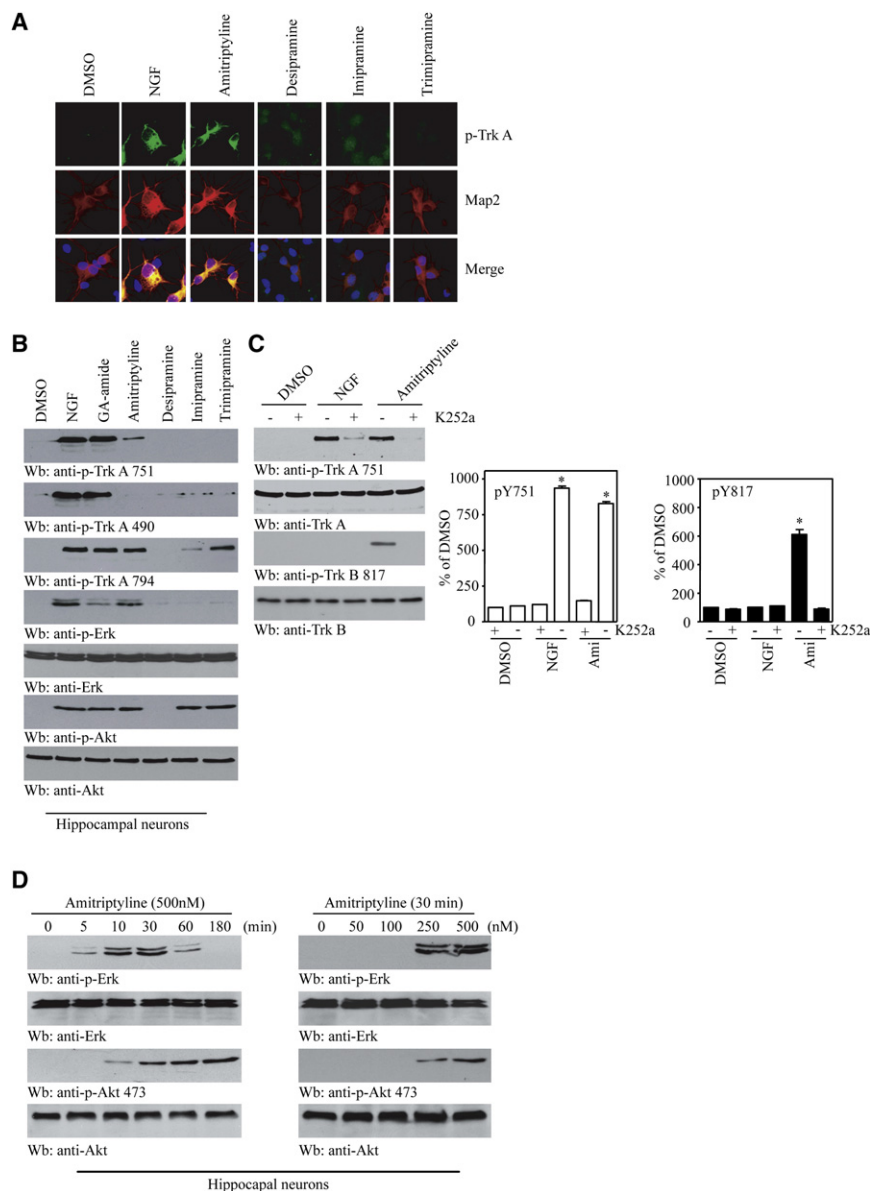 A
DMSO
NGF
Amitriptyline
Desipramine
Imipramine
Trimipramine
p-Trk A
Map2
Merge
B
DMSO
NGF
GA-amide
Amitriptyline
Desipramine
Imipramine
Trimipramine
Wb: anti-p-Trk A 751
Wb: anti-p-Trk A 490
Wb: anti-p-Trk A 794
Wb: anti-p-Erk
Wb: anti-Erk
Wb: anti-p-Akt
Wb: anti-Akt
Hippocampal neurons
C
DMSO
NGF
Amitriptyline
- + - + - + K252a
Wb: anti-p-Trk A 751
Wb: anti-Trk A
Wb: anti-p-Trk B 817
Wb: anti-Trk B
pY751
% of DMSO
1000
750
500
250
0
* *
+ - + - + - K252a
DMSO
NGF
Ami
pY817
% of DMSO
1000
800
600
400
200
0
*
- + - + - + K252a
DMSO
NGF
Ami
D
Amitriptyline (500nM)
0 5 10 30 60 180 (min)
Wb: anti-p-Erk
Wb: anti-Erk
Wb: anti-p-Akt 473
Wb: anti-Akt
Amitriptyline (30 min)
0 50 100 250 500 (nM)
Wb: anti-p-Erk
Wb: anti-Erk
Wb: anti-p-Akt 473
Wb: anti-Akt
Hippocapal neurons